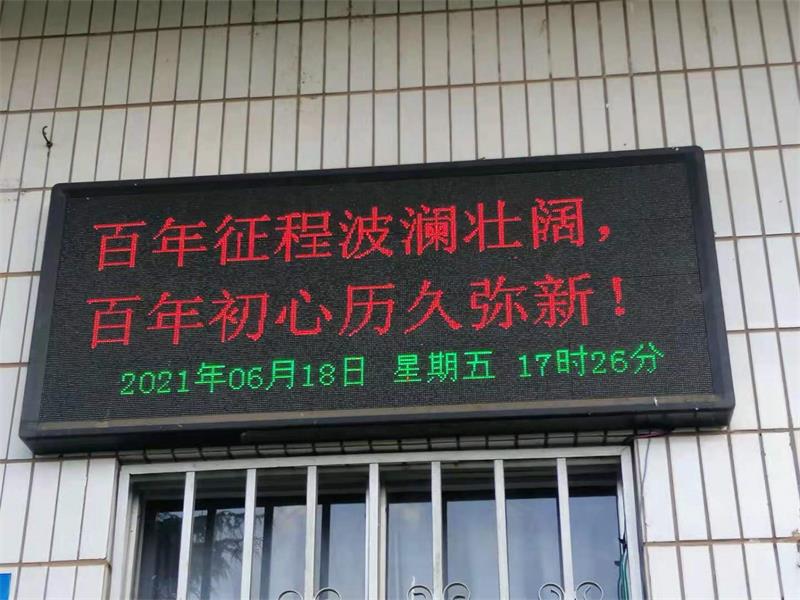 百年征程波澜壮阔，
百年初心历久弥新！
2021年06月18日 星期五 17时26分